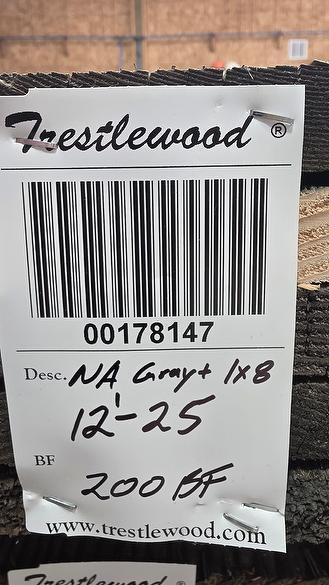 Trestlewood ®
00178147
Desc. NA Gray+ 1x8
12'-25
BF
200 BF
www.trestlewood.com
Trestlewood ®